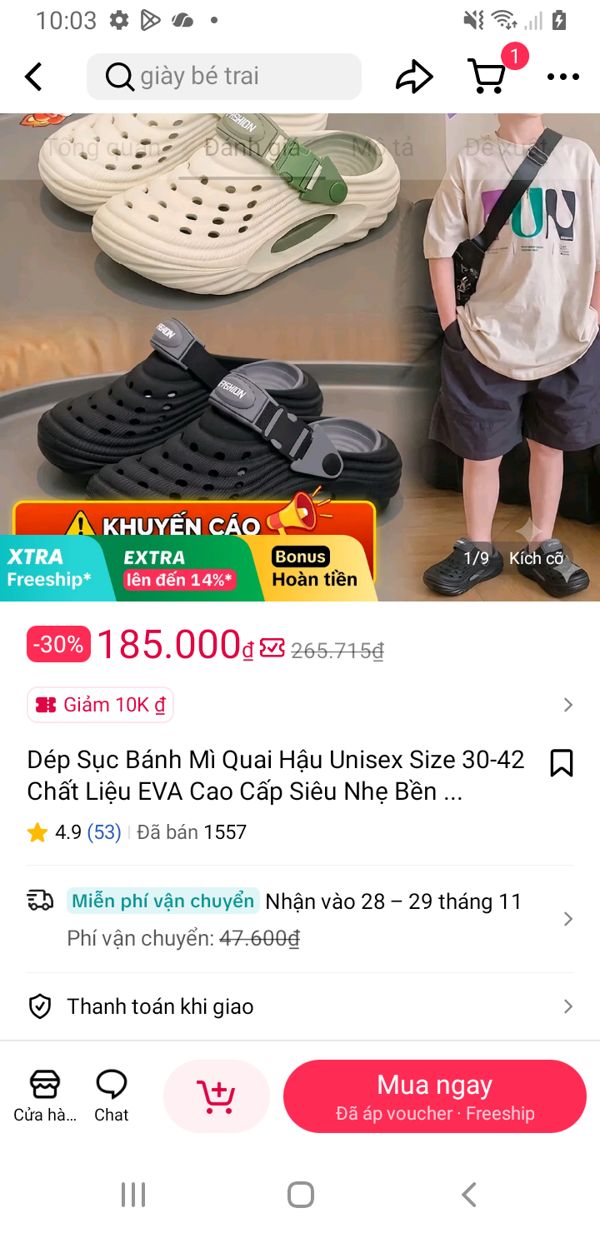 10:03
giày bé trai
1
Tổng quan Đánh giá Mô tả Đề xuất
FASHION
FUN
FASHION
FASHION
KHUYẾN CÁO
XTRA
Freeship*
EXTRA
lên đến 14%*
Bonus
Hoàn tiền
1/9 Kích cỡ
-30% 185.000₫ 265.715₫
Giảm 10K ₫
Dép Sục Bánh Mì Quai Hậu Unisex Size 30-42
Chất Liệu EVA Cao Cấp Siêu Nhẹ Bền ...
4.9 (53) Đã bán 1557
Miễn phí vận chuyển Nhận vào 28 – 29 tháng 11
Phí vận chuyển: 47.600₫
Thanh toán khi giao
Cửa hà...
Chat
Mua ngay
Đã áp voucher · Freeship